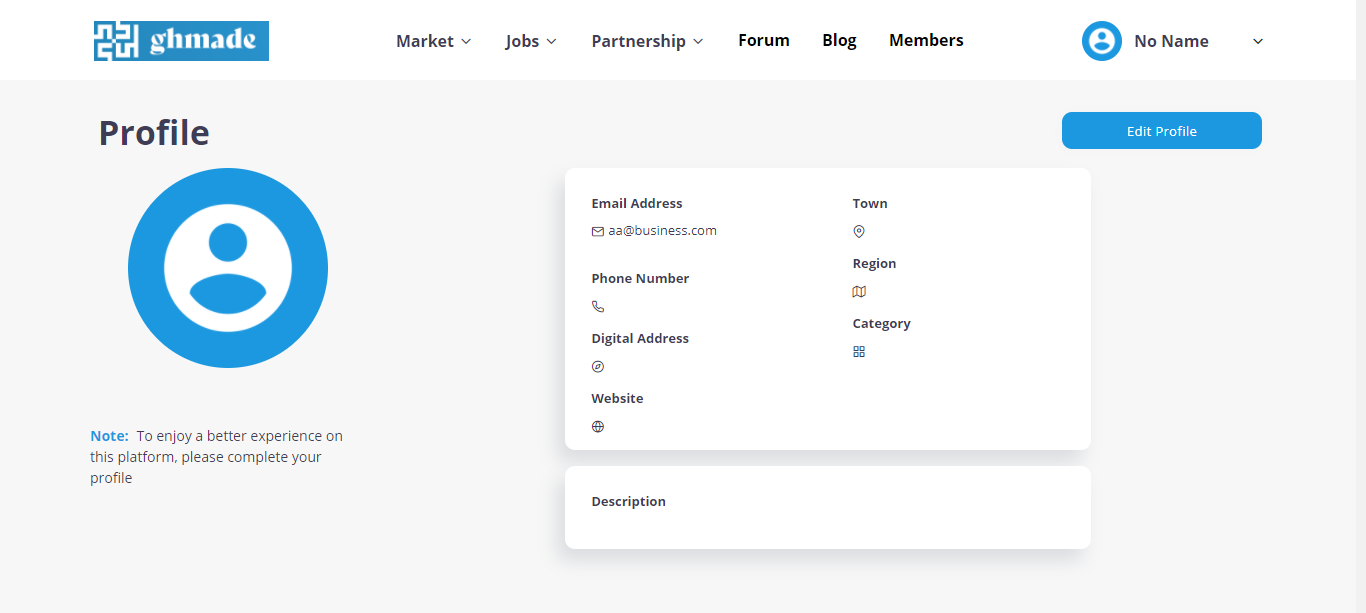 ghmade
Market
Jobs
Partnership
Forum
Blog
Members
No Name
Profile
Edit Profile
Note: To enjoy a better experience on
this platform, please complete your
profile
Email Address
aa@business.com
Phone Number
Digital Address
Website
Town
Region
Category
Description